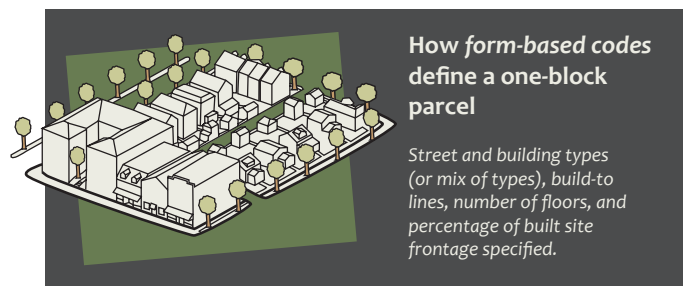 How form-based codes
define a one-block
parcel
Street and building types
(or mix of types), build-to
lines, number of floors, and
percentage of built site
frontage specified.